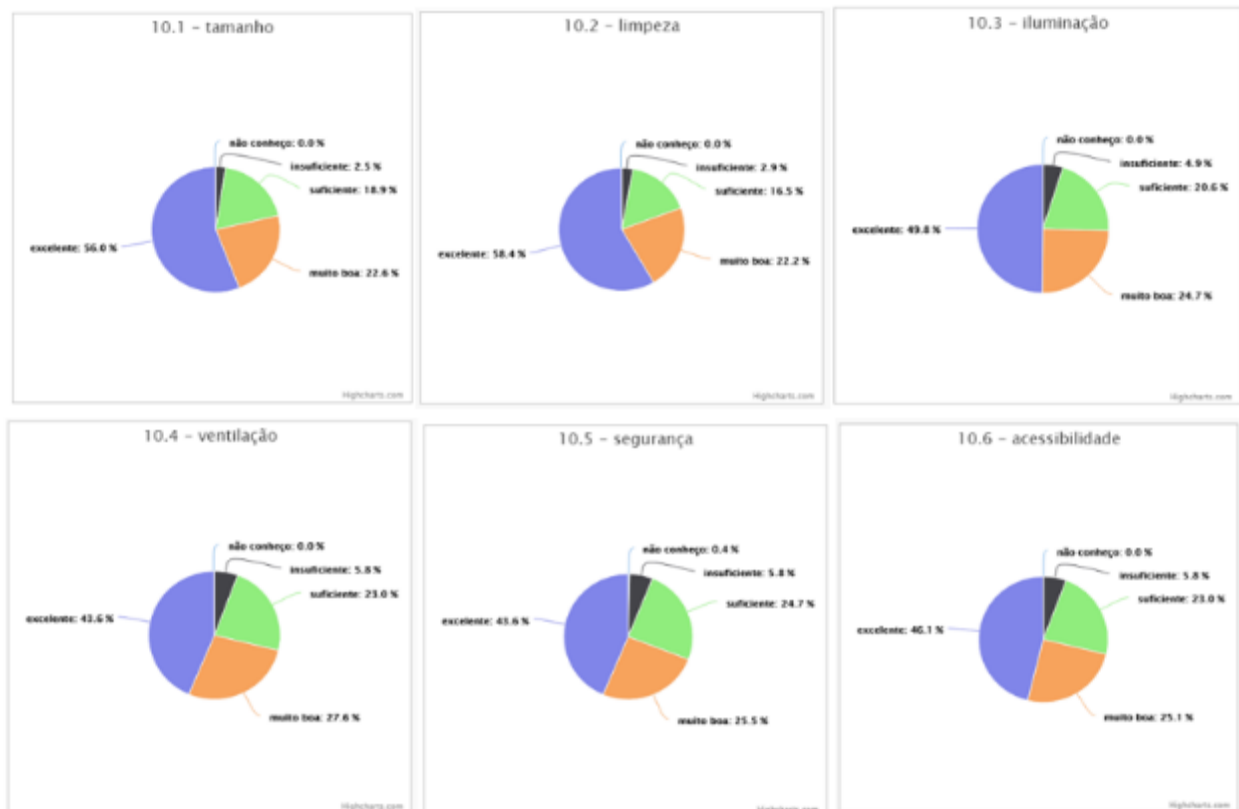 10.1 – tamanho
não conheço: 0.0 %
insuficiente: 2.5 %
suficiente: 18.9 %
excelente: 56.0 %
muito boa: 22.6 %
Highcharts.com
10.2 – limpeza
não conheço: 0.0 %
insuficiente: 2.9 %
suficiente: 16.5 %
excelente: 58.4 %
muito boa: 22.2 %
Highcharts.com
10.3 – iluminação
não conheço: 0.0 %
insuficiente: 4.9 %
suficiente: 20.6 %
excelente: 49.8 %
muito boa: 24.7 %
Highcharts.com
10.4 – ventilação
não conheço: 0.0 %
insuficiente: 5.8 %
suficiente: 23.0 %
excelente: 43.6 %
muito boa: 27.6 %
Highcharts.com
10.5 – segurança
não conheço: 0.4 %
insuficiente: 5.8 %
suficiente: 24.7 %
excelente: 43.6 %
muito boa: 25.5 %
Highcharts.com
10.6 – acessibilidade
não conheço: 0.0 %
insuficiente: 5.8 %
suficiente: 23.0 %
excelente: 46.1 %
muito boa: 25.1 %
Highcharts.com